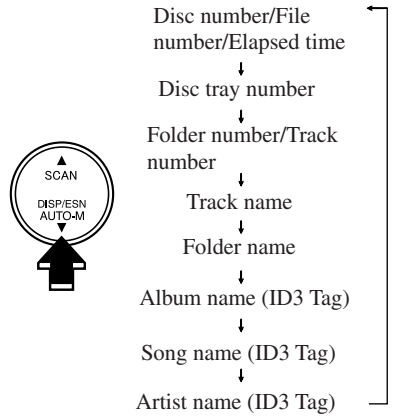 Disc number/File
number/Elapsed time
Disc tray number
Folder number/Track
number
Track name
Folder name
Album name (ID3 Tag)
Song name (ID3 Tag)
Artist name (ID3 Tag)
SCAN
DISP/ESN
AUTO-M